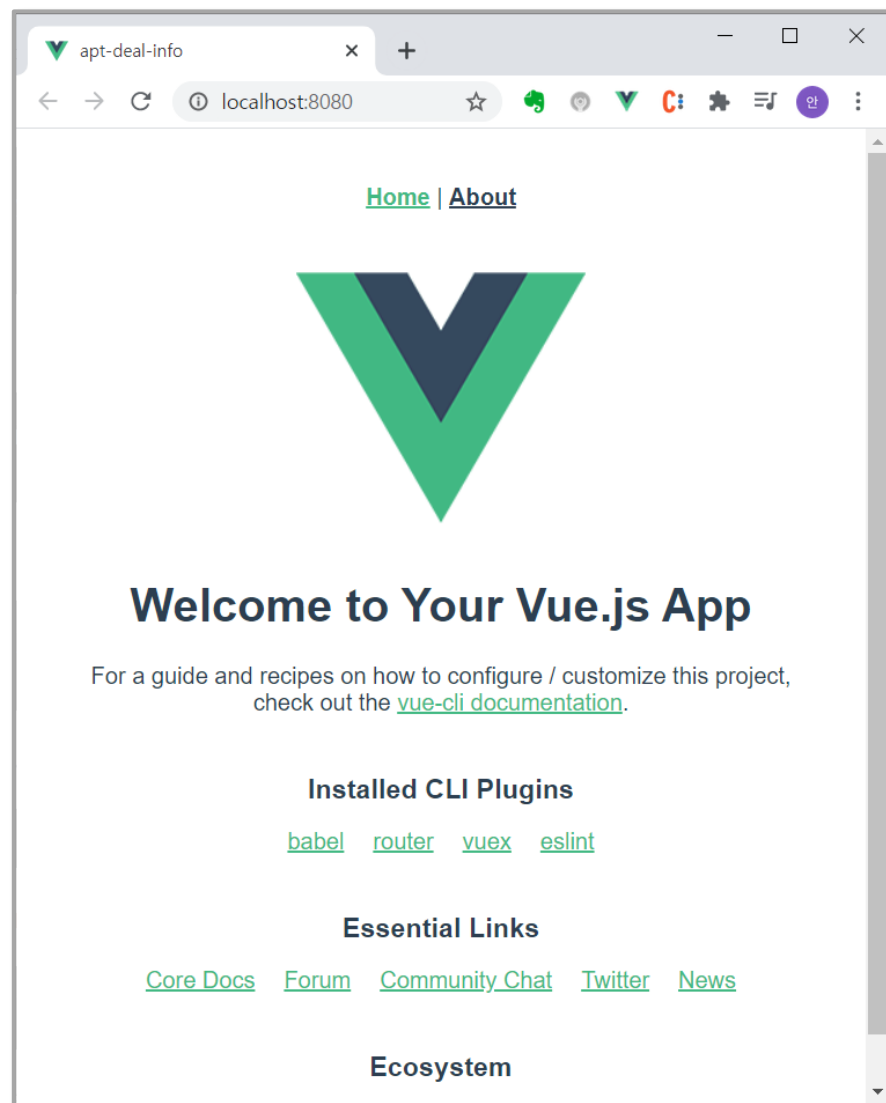 apt-deal-info
localhost:8080
안
Home | About
Welcome to Your Vue.js App
For a guide and recipes on how to configure / customize this project,
check out the vue-cli documentation.
Installed CLI Plugins
babel router vuex eslint
Essential Links
Core Docs Forum Community Chat Twitter News
Ecosystem